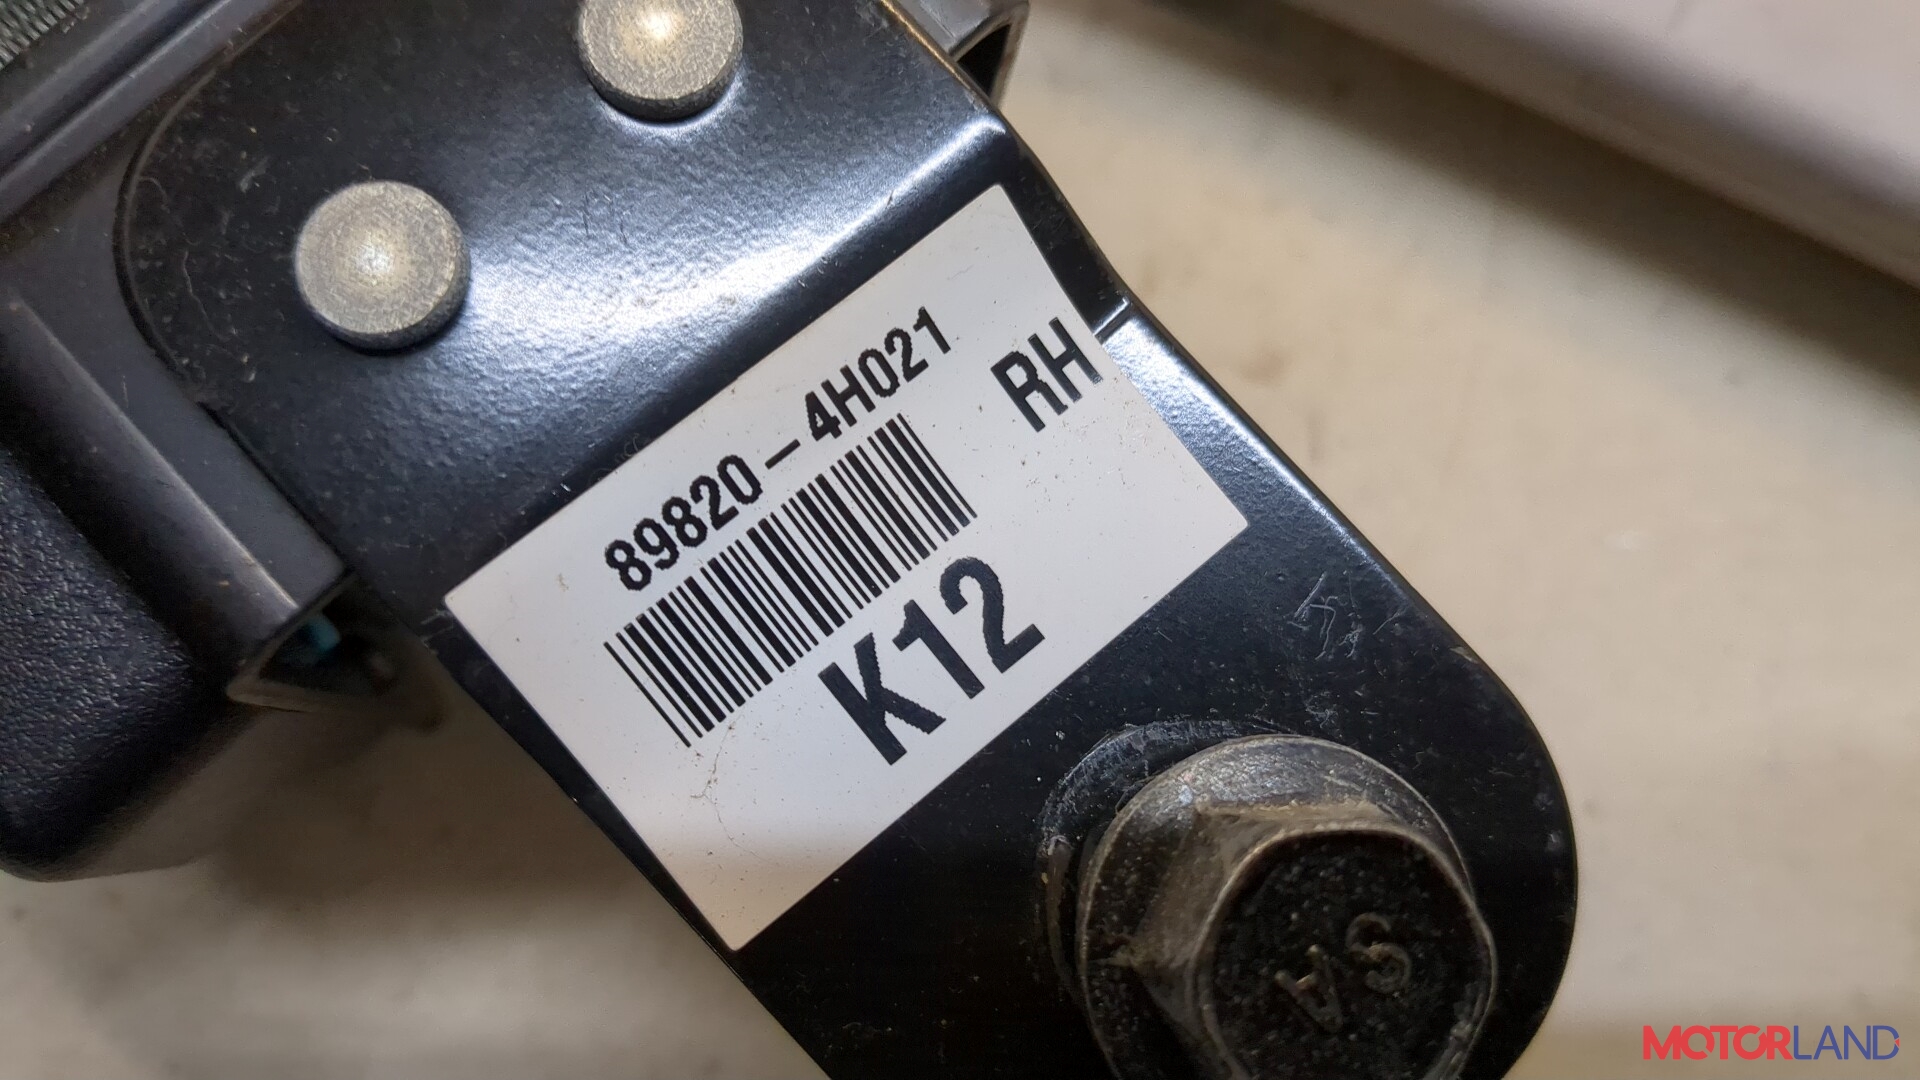 89820-4H021
RH
K12
SA
MOTORLAND